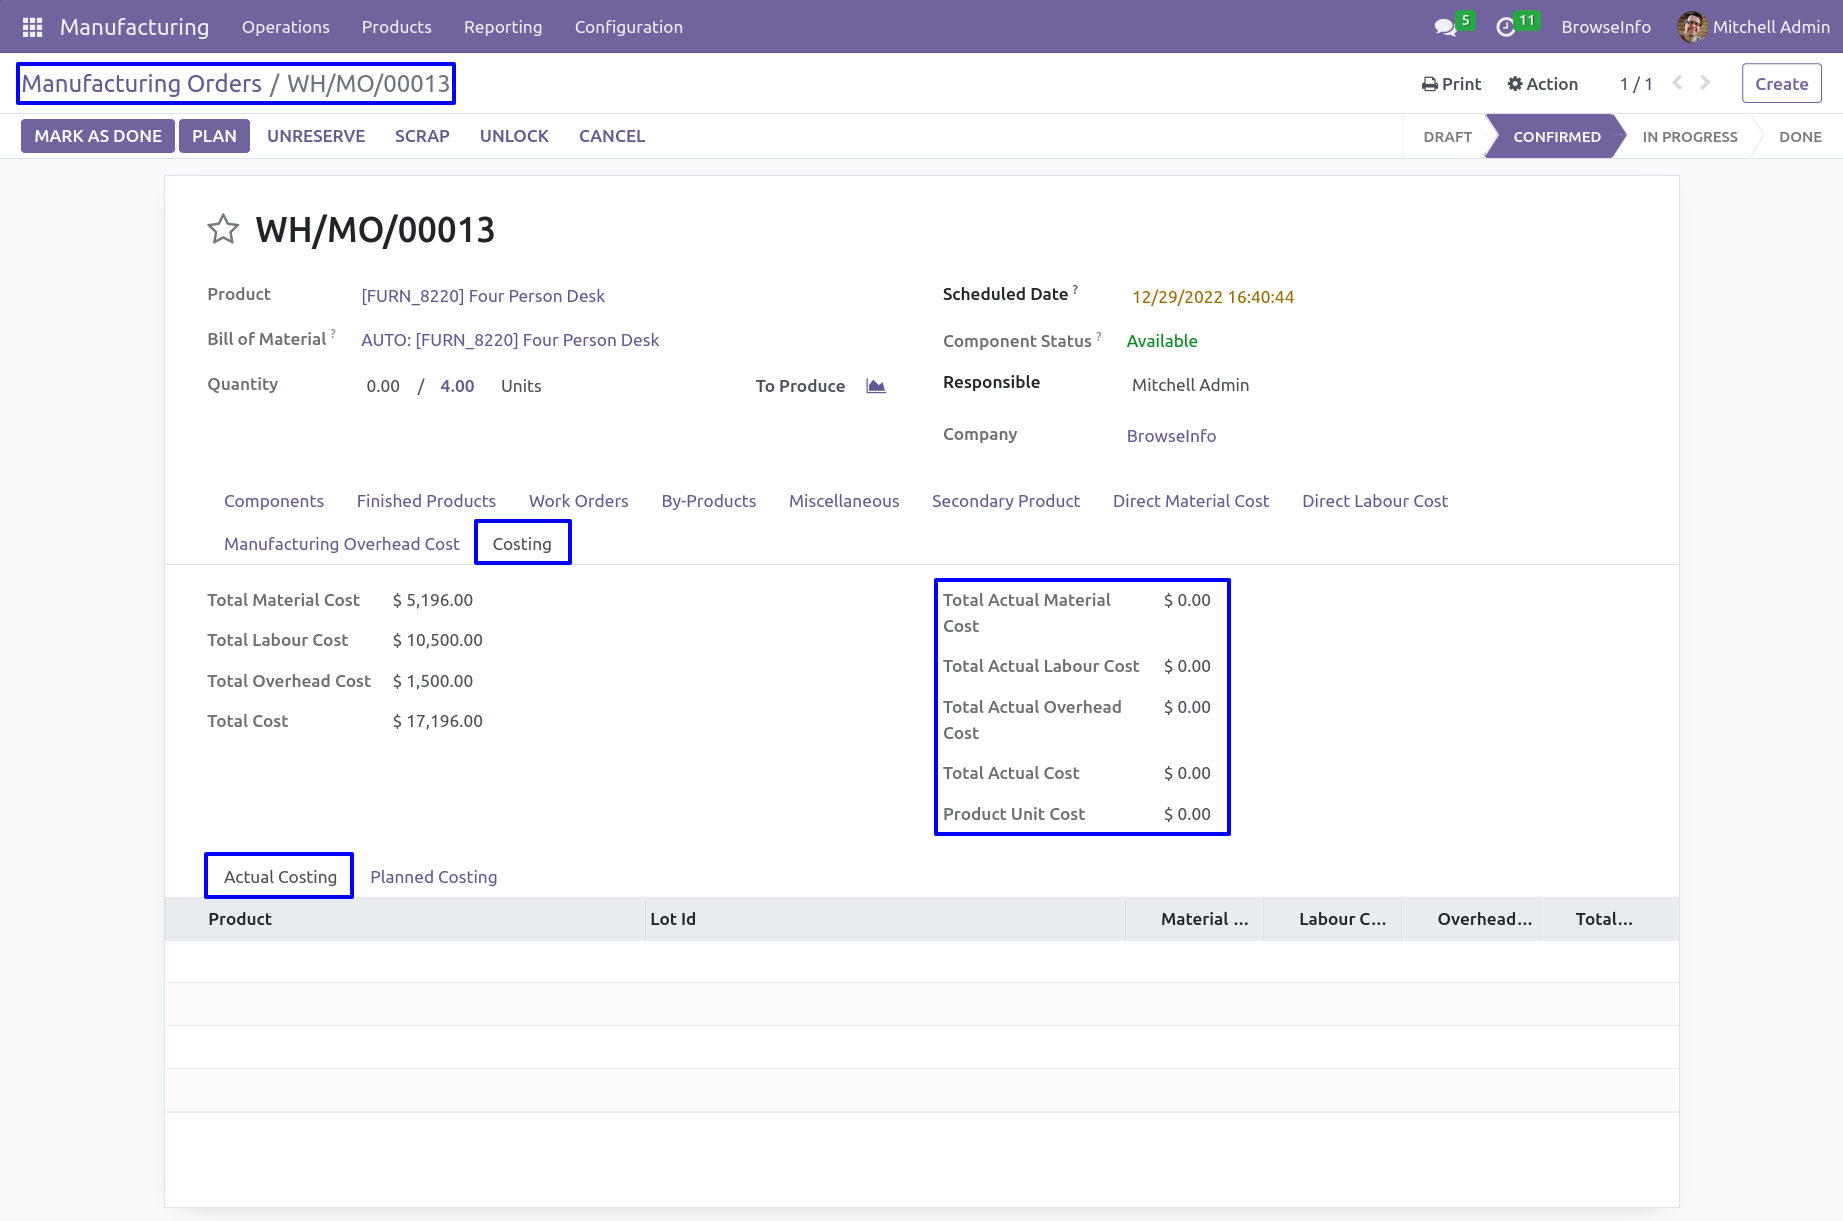 Manufacturing Operations Products Reporting Configuration 5 11 BrowseInfo Mitchell Admin
Manufacturing Orders / WH/MO/00013 Print Action 1 / 1 Create
MARK AS DONE PLAN UNRESERVE SCRAP UNLOCK CANCEL DRAFT CONFIRMED IN PROGRESS DONE
WH/MO/00013
Product [FURN_8220] Four Person Desk Scheduled Date ? 12/29/2022 16:40:44
Bill of Material ? AUTO: [FURN_8220] Four Person Desk Component Status ? Available
Quantity 0.00 / 4.00 Units To Produce Responsible Mitchell Admin
Company BrowseInfo
Components Finished Products Work Orders By-Products Miscellaneous Secondary Product Direct Material Cost Direct Labour Cost
Manufacturing Overhead Cost Costing
Total Material Cost $ 5,196.00
Total Labour Cost $ 10,500.00
Total Overhead Cost $ 1,500.00
Total Cost $ 17,196.00
Total Actual Material $ 0.00
Cost
Total Actual Labour Cost $ 0.00
Total Actual Overhead $ 0.00
Cost
Total Actual Cost $ 0.00
Product Unit Cost $ 0.00
Actual Costing Planned Costing
Product Lot Id Material ... Labour C... Overhead... Total...